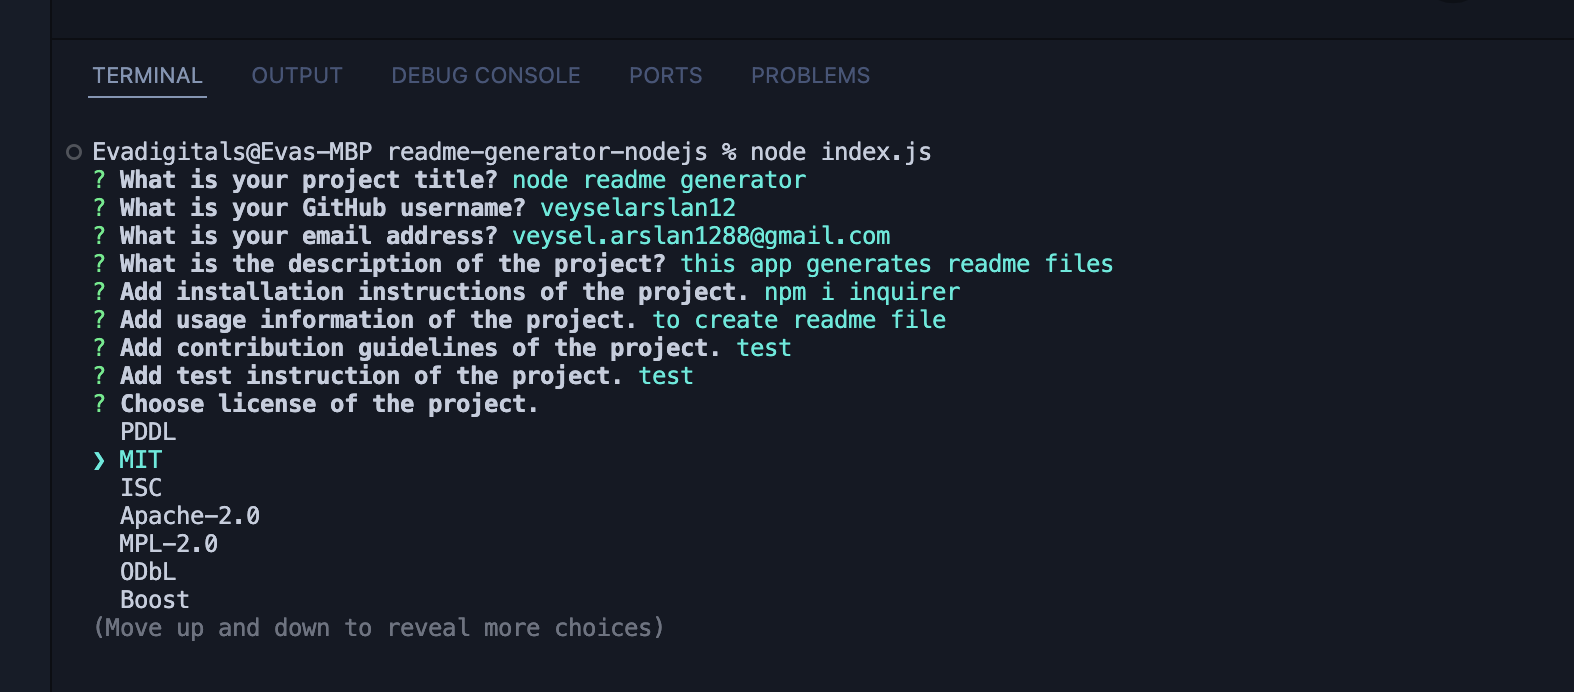 TERMINAL OUTPUT DEBUG CONSOLE PORTS PROBLEMS
Evadigitals@Evas-MBP readme-generator-nodejs % node index.js
? What is your project title? node readme generator
? What is your GitHub username? veyselarslan12
? What is your email address? veysel.arslan1288@gmail.com
? What is the description of the project? this app generates readme files
? Add installation instructions of the project. npm i inquirer
? Add usage information of the project. to create readme file
? Add contribution guidelines of the project. test
? Add test instruction of the project. test
? Choose license of the project.
PDDL
❯ MIT
ISC
Apache-2.0
MPL-2.0
ODbL
Boost
(Move up and down to reveal more choices)